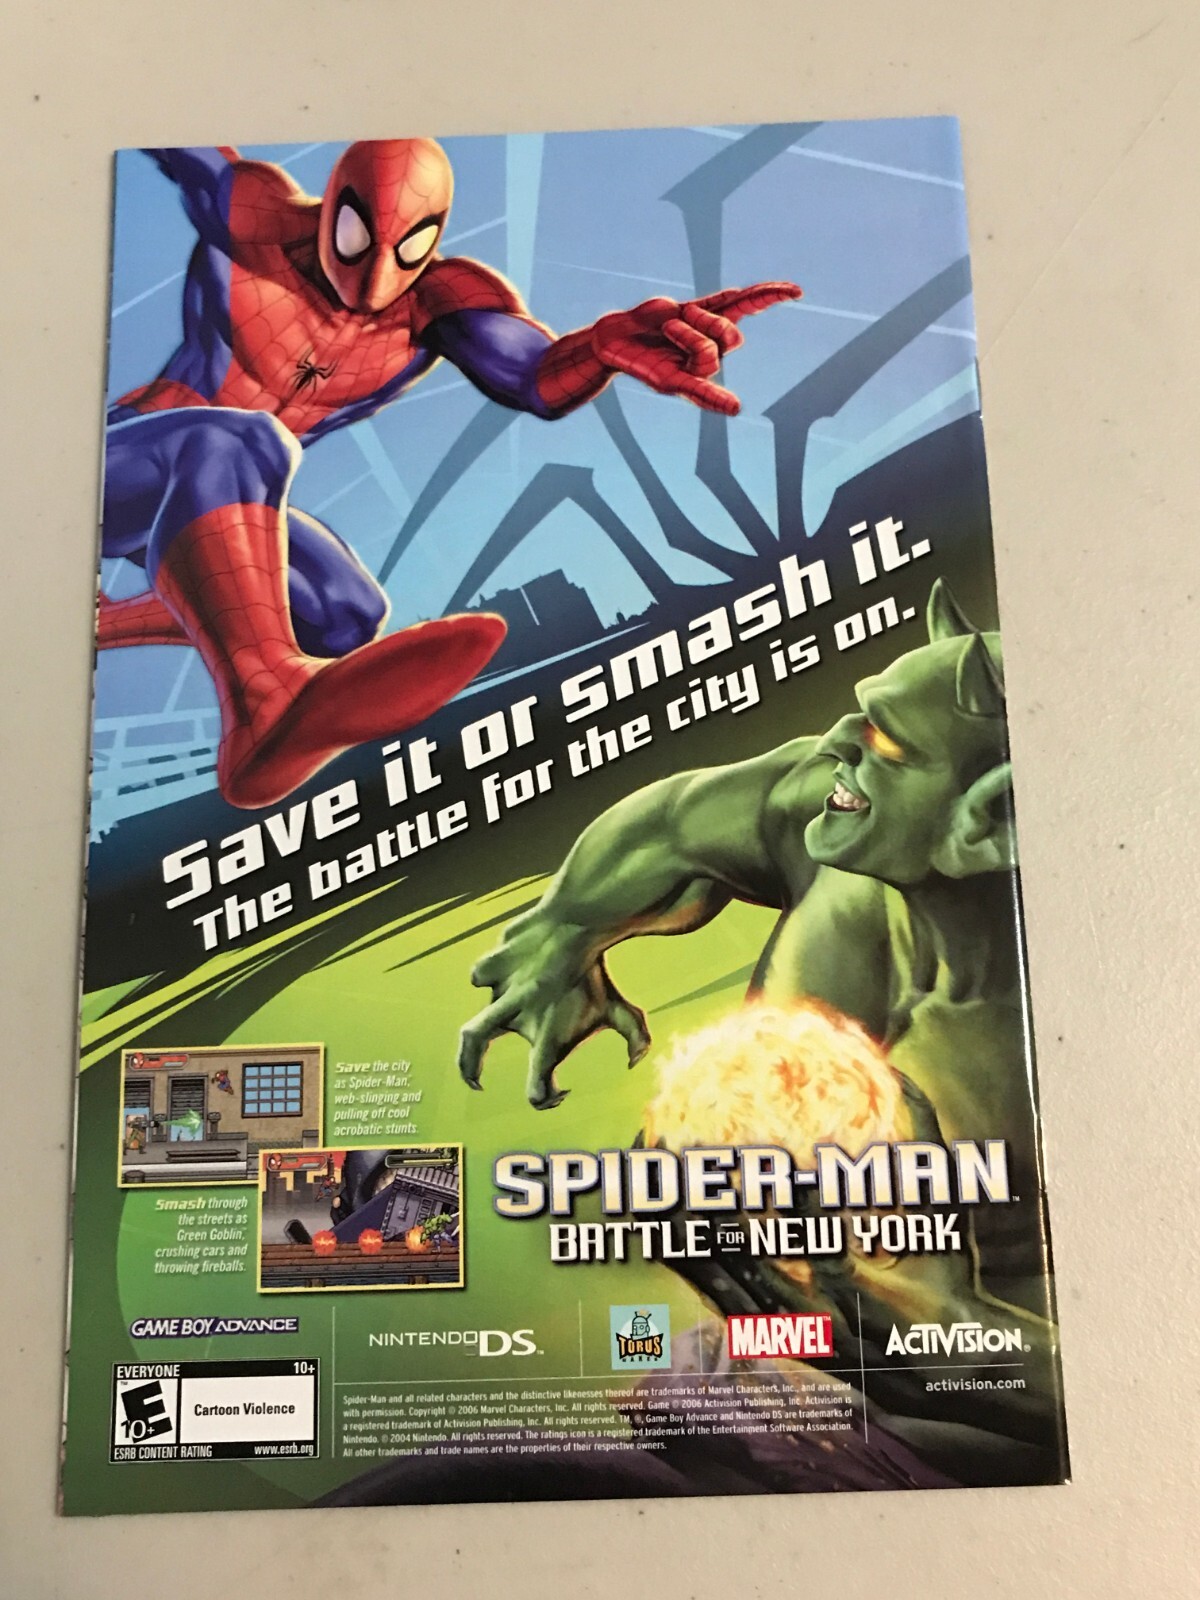 Save it or smash it.
The battle for the city is on.
Save the city
as Spider-Man,
web-slinging and
pulling off cool
acrobatic stunts.
Smash through
the streets as
Green Goblin,
crushing cars and
throwing fireballs.
SPIDER-MAN™
BATTLE FOR NEW YORK
GAME BOY ADVANCE
NINTENDO DS™
TORUS
GAMES
MARVEL
ACTIVISION®
activision.com
EVERYONE 10+
E
10+
Cartoon Violence
ESRB CONTENT RATING www.esrb.org
Spider-Man and all related characters and the distinctive likenesses thereof are trademarks of Marvel Characters, Inc., and are used
with permission. Copyright © 2006 Marvel Characters, Inc. All rights reserved. Game © 2006 Activision Publishing, Inc. Activision is
a registered trademark of Activision Publishing, Inc. All rights reserved. TM, ®, Game Boy Advance and Nintendo DS are trademarks of
Nintendo. © 2004 Nintendo. All rights reserved. The ratings icon is a registered trademark of the Entertainment Software Association.
All other trademarks and trade names are the properties of their respective owners.